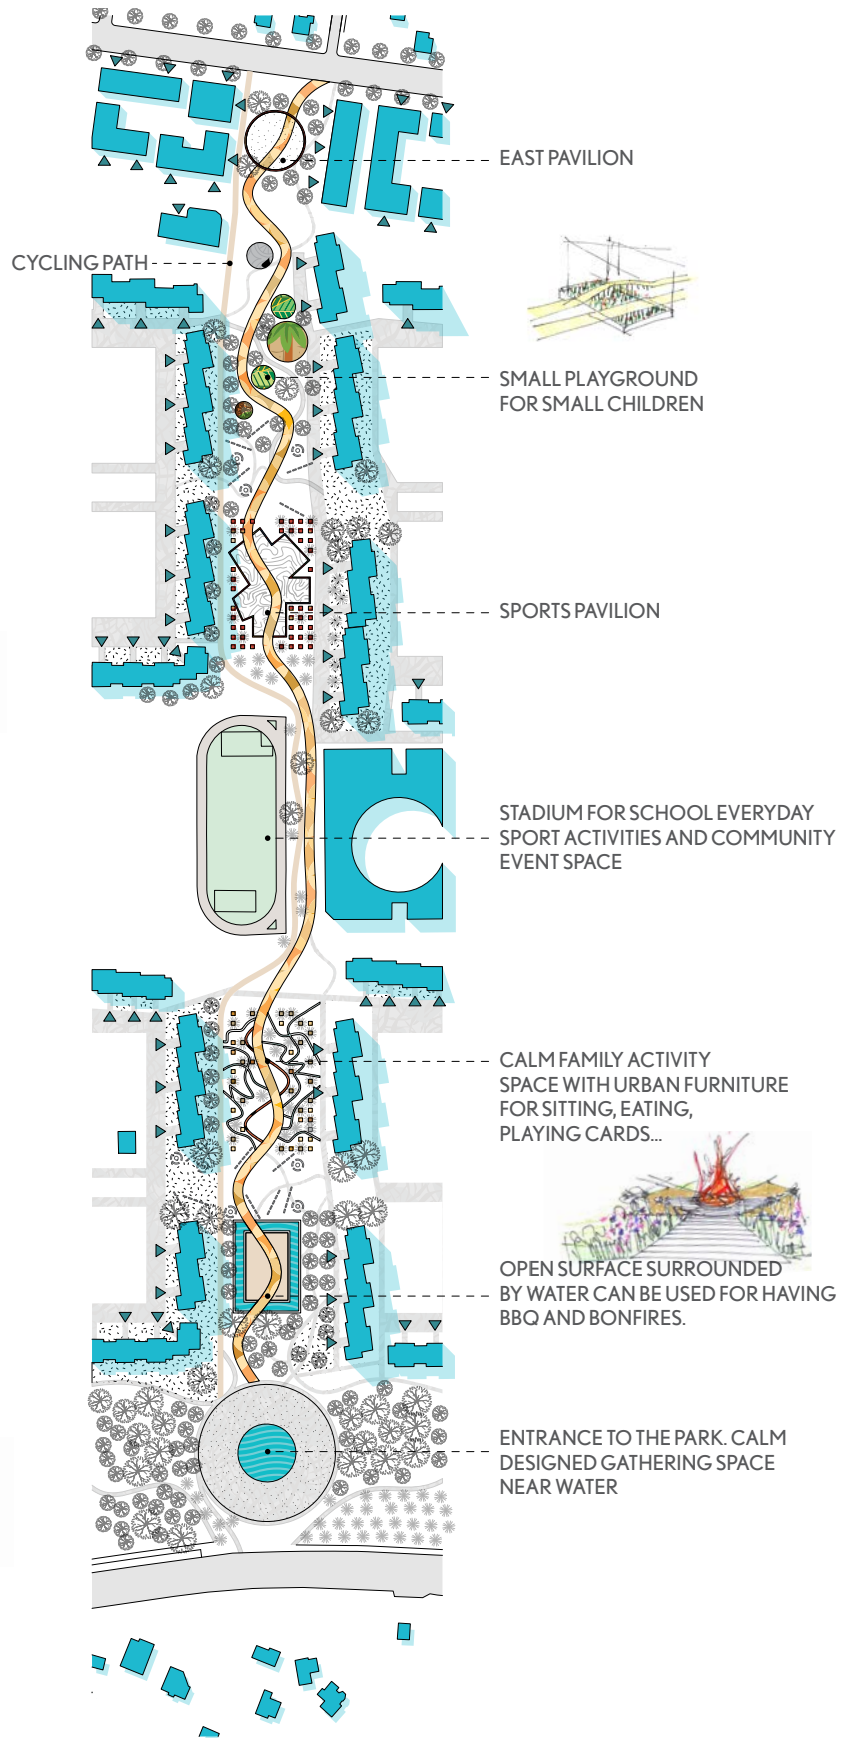 EAST PAVILION
CYCLING PATH
SMALL PLAYGROUND
FOR SMALL CHILDREN
SPORTS PAVILION
STADIUM FOR SCHOOL EVERYDAY
SPORT ACTIVITIES AND COMMUNITY
EVENT SPACE
CALM FAMILY ACTIVITY
SPACE WITH URBAN FURNITURE
FOR SITTING, EATING,
PLAYING CARDS...
OPEN SURFACE SURROUNDED
BY WATER CAN BE USED FOR HAVING
BBQ AND BONFIRES.
ENTRANCE TO THE PARK. CALM
DESIGNED GATHERING SPACE
NEAR WATER